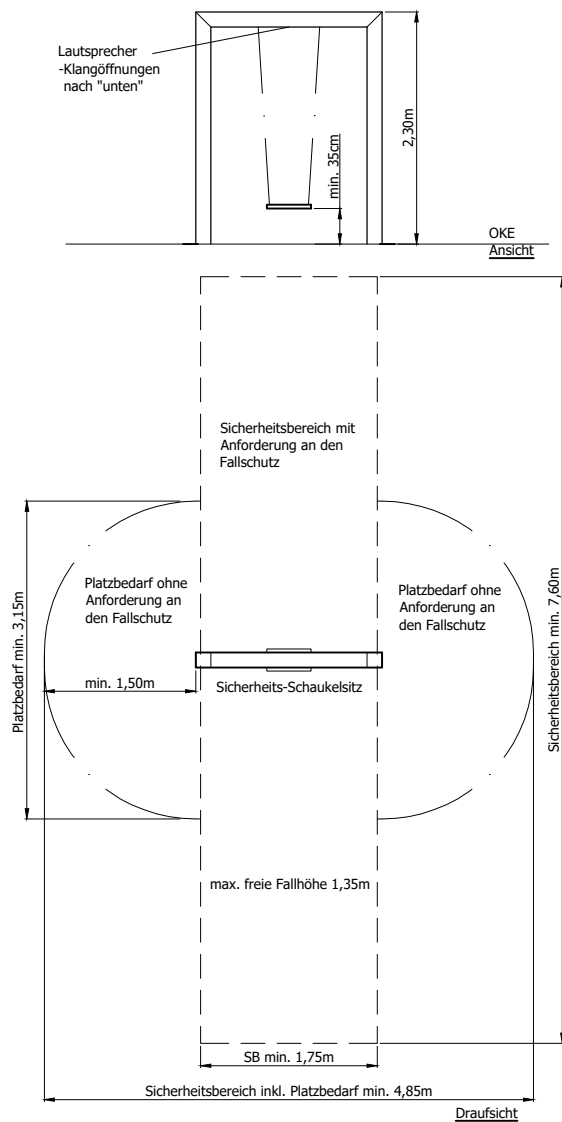 Lautsprecher
-Klangöffnungen
nach "unten"
2,30m
min. 35cm
OKE
Ansicht
Sicherheitsbereich mit
Anforderung an den
Fallschutz
Platzbedarf ohne
Anforderung an
den Fallschutz
Platzbedarf ohne
Anforderung an
den Fallschutz
Platzbedarf min. 3,15m
min. 1,50m
Sicherheits-Schaukelsitz
Sicherheitsbereich min. 7,60m
max. freie Fallhöhe 1,35m
SB min. 1,75m
Sicherheitsbereich inkl. Platzbedarf min. 4,85m
Draufsicht